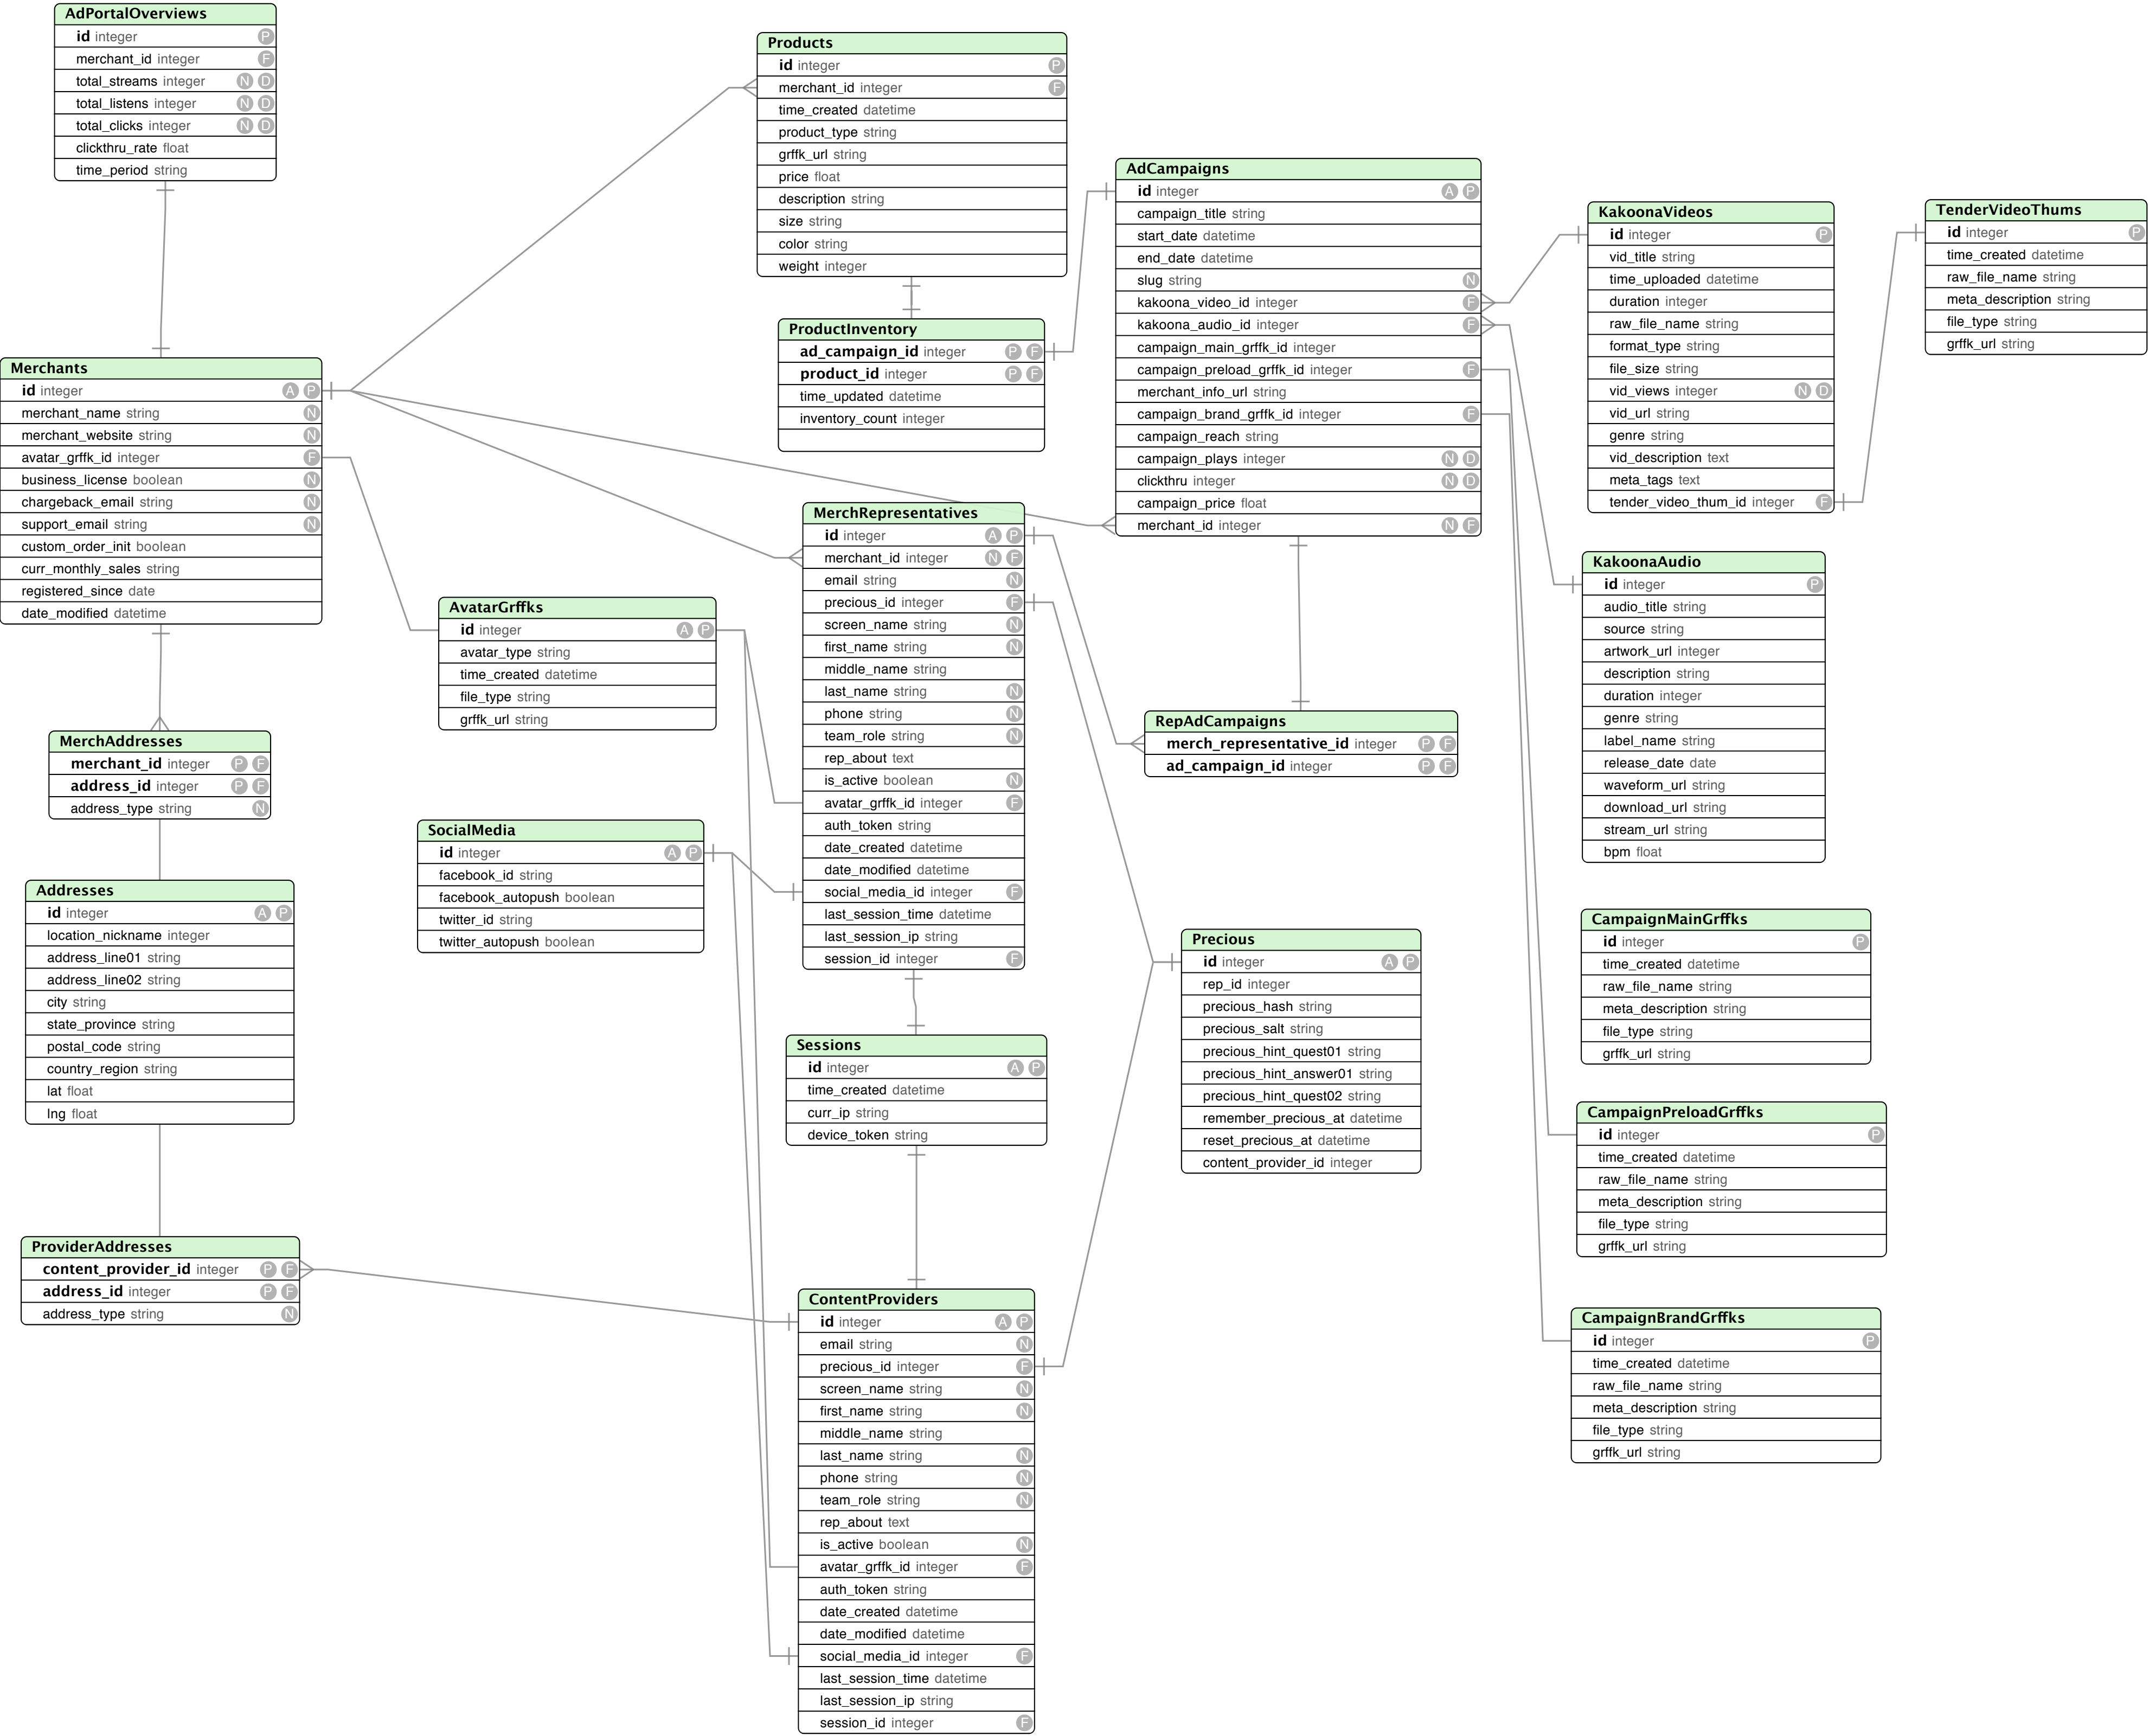 AdPortalOverviews
id integer P
merchant_id integer F
total_streams integer N D
total_listens integer N D
total_clicks integer N D
clickthru_rate float
time_period string
Products
id integer P
merchant_id integer F
time_created datetime
product_type string
grffk_url string
price float
description string
size string
color string
weight integer
AdCampaigns
id integer A P
campaign_title string
start_date datetime
end_date datetime
slug string N
kakoona_video_id integer F
kakoona_audio_id integer F
campaign_main_grffk_id integer
campaign_preload_grffk_id integer F
merchant_info_url string
campaign_brand_grffk_id integer F
campaign_reach string
campaign_plays integer N D
clickthru integer N D
campaign_price float
merchant_id integer N F
KakoonaVideos
id integer P
vid_title string
time_uploaded datetime
duration integer
raw_file_name string
format_type string
file_size string
vid_views integer N D
vid_url string
genre string
vid_description text
meta_tags text
tender_video_thum_id integer F
TenderVideoThums
id integer P
time_created datetime
raw_file_name string
meta_description string
file_type string
grffk_url string
ProductInventory
ad_campaign_id integer P F
product_id integer P F
time_updated datetime
inventory_count integer
Merchants
id integer A P
merchant_name string N
merchant_website string N
avatar_grffk_id integer F
business_license boolean N
chargeback_email string N
support_email string N
custom_order_init boolean
curr_monthly_sales string
registered_since date
date_modified datetime
MerchRepresentatives
id integer A P
merchant_id integer N F
email string N
precious_id integer F
screen_name string N
first_name string N
middle_name string
last_name string N
phone string N
team_role string N
rep_about text
is_active boolean N
avatar_grffk_id integer F
auth_token string
date_created datetime
date_modified datetime
social_media_id integer F
last_session_time datetime
last_session_ip string
session_id integer F
KakoonaAudio
id integer P
audio_title string
source string
artwork_url integer
description string
duration integer
genre string
label_name string
release_date date
waveform_url string
download_url string
stream_url string
bpm float
AvatarGrffks
id integer A P
avatar_type string
time_created datetime
file_type string
grffk_url string
RepAdCampaigns
merch_representative_id integer P F
ad_campaign_id integer P F
MerchAddresses
merchant_id integer P F
address_id integer P F
address_type string N
SocialMedia
id integer A P
facebook_id string
facebook_autopush boolean
twitter_id string
twitter_autopush boolean
Addresses
id integer A P
location_nickname integer
address_line01 string
address_line02 string
city string
state_province string
postal_code string
country_region string
lat float
lng float
CampaignMainGrffks
id integer P
time_created datetime
raw_file_name string
meta_description string
file_type string
grffk_url string
Precious
id integer A P
rep_id integer
precious_hash string
precious_salt string
precious_hint_quest01 string
precious_hint_answer01 string
precious_hint_quest02 string
remember_precious_at datetime
reset_precious_at datetime
content_provider_id integer
Sessions
id integer A P
time_created datetime
curr_ip string
device_token string
CampaignPreloadGrffks
id integer P
time_created datetime
raw_file_name string
meta_description string
file_type string
grffk_url string
ProviderAddresses
content_provider_id integer P F
address_id integer P F
address_type string N
ContentProviders
id integer A P
email string N
precious_id integer F
screen_name string N
first_name string N
middle_name string
last_name string N
phone string N
team_role string N
rep_about text
is_active boolean N
avatar_grffk_id integer F
auth_token string
date_created datetime
date_modified datetime
social_media_id integer F
last_session_time datetime
last_session_ip string
session_id integer F
CampaignBrandGrffks
id integer P
time_created datetime
raw_file_name string
meta_description string
file_type string
grffk_url string